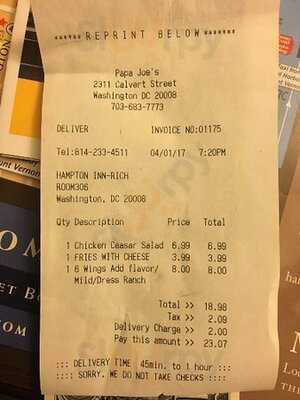 ****** REPRINT BELOW ******
Papa Joe's
2311 Calvert Street
Washington DC 20008
703-683-7773
DELIVER INVOICE NO:01175
Tel:814-233-4511 04/01/17 7:20PM
HAMPTON INN-RICH
ROOM306
Washington, DC 20008
Qty Description Price Total
1 Chicken Ceasar Salad 6.99 6.99
1 FRIES WITH CHEESE 3.99 3.99
1 6 Wings Add flavor/ 8.00 8.00
Mild/Dress Ranch
Total >> 18.98
Tax >> 2.09
Delivery Charge >> 2.00
Pay this amount >> 23.07
::: DELIVERY TIME 45min. to 1 hour :::
:::: SORRY, WE DO NOT TAKE CHECKS ::::